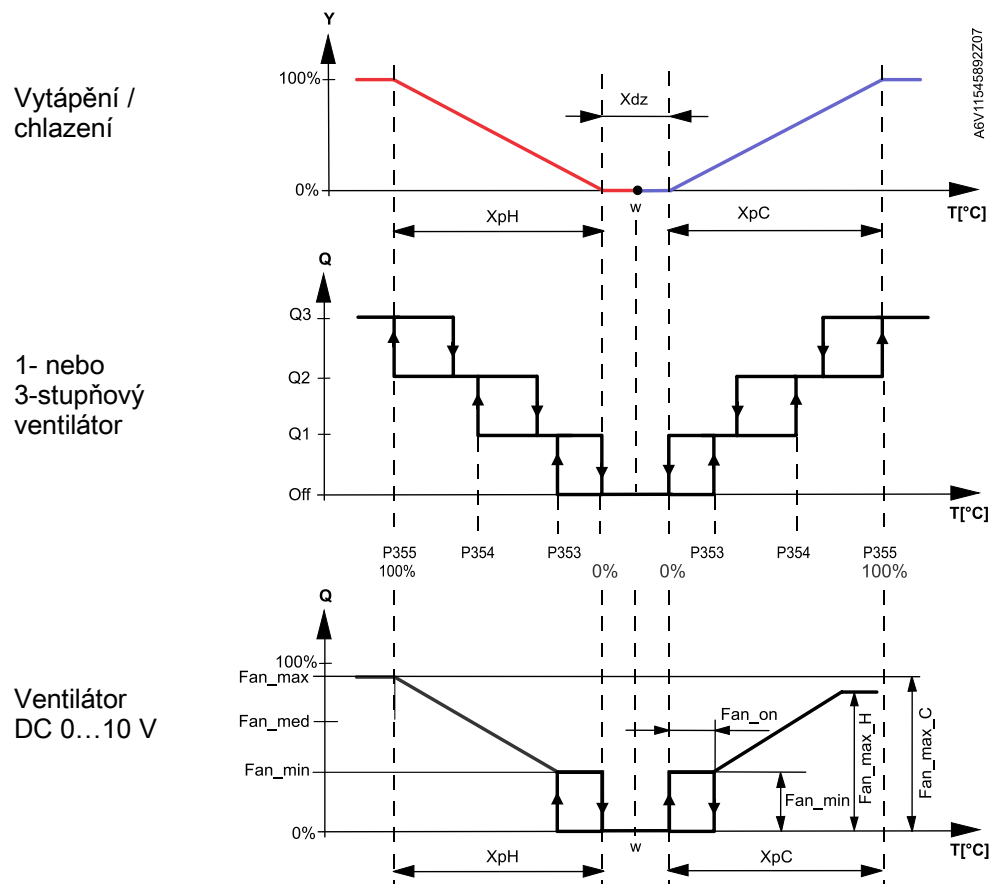 Y
100%
Vytápění /
chlazení
Xdz
A6V11545892Z07
0%
w
T[°C]
XpH
XpC
Q
Q3
1- nebo
3-stupňový
ventilátor
Q2
Q1
Off
T[°C]
P355
P354
P353
P353
P354
P355
100%
0%
0%
100%
Q
100%
Fan_max
Ventilátor
DC 0…10 V
Fan_med
Fan_on
Fan_max_H
Fan_max_C
Fan_min
Fan_min
0%
w
T[°C]
XpH
XpC